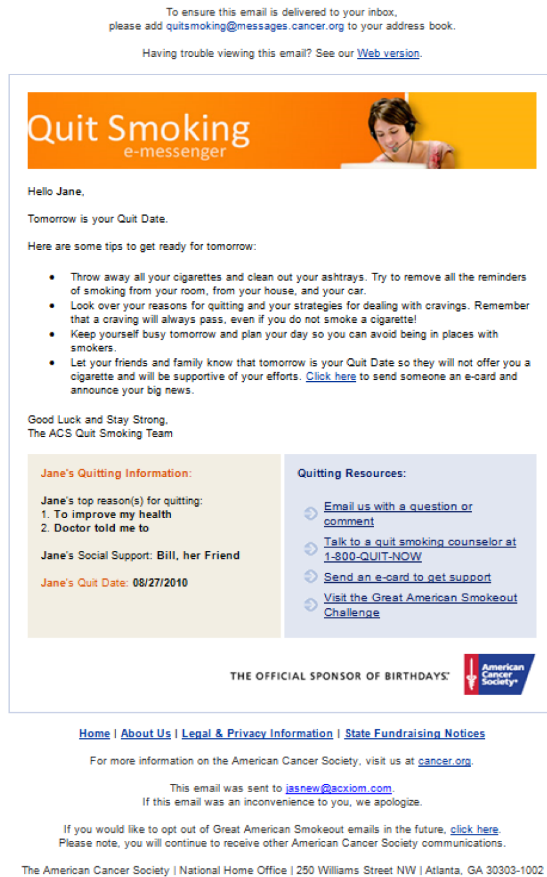 To ensure this email is delivered to your inbox,
please add quitsmoking@messages.cancer.org to your address book.
Having trouble viewing this email? See our Web version.
Quit Smoking
e-messenger
Hello Jane,
Tomorrow is your Quit Date.
Here are some tips to get ready for tomorrow:
• Throw away all your cigarettes and clean out your ashtrays. Try to remove all the reminders
of smoking from your room, from your house, and your car.
• Look over your reasons for quitting and your strategies for dealing with cravings. Remember
that a craving will always pass, even if you do not smoke a cigarette!
• Keep yourself busy tomorrow and plan your day so you can avoid being in places with
smokers.
• Let your friends and family know that tomorrow is your Quit Date so they will not offer you a
cigarette and will be supportive of your efforts. Click here to send someone an e-card and
announce your big news.
Good Luck and Stay Strong,
The ACS Quit Smoking Team
Jane's Quitting Information:
Jane's top reason(s) for quitting:
1. To improve my health
2. Doctor told me to
Jane's Social Support: Bill, her Friend
Jane's Quit Date: 08/27/2010
Quitting Resources:
Email us with a question or
comment
Talk to a quit smoking counselor at
1-800-QUIT-NOW
Send an e-card to get support
Visit the Great American Smokeout
Challenge
THE OFFICIAL SPONSOR OF BIRTHDAYS.
American
Cancer
Society
Home | About Us | Legal & Privacy Information | State Fundraising Notices
For more information on the American Cancer Society, visit us at cancer.org.
This email was sent to jasnew@acxiom.com.
If this email was an inconvenience to you, we apologize.
If you would like to opt out of Great American Smokeout emails in the future, click here.
Please note, you will continue to receive other American Cancer Society communications.
The American Cancer Society | National Home Office | 250 Williams Street NW | Atlanta, GA 30303-1002